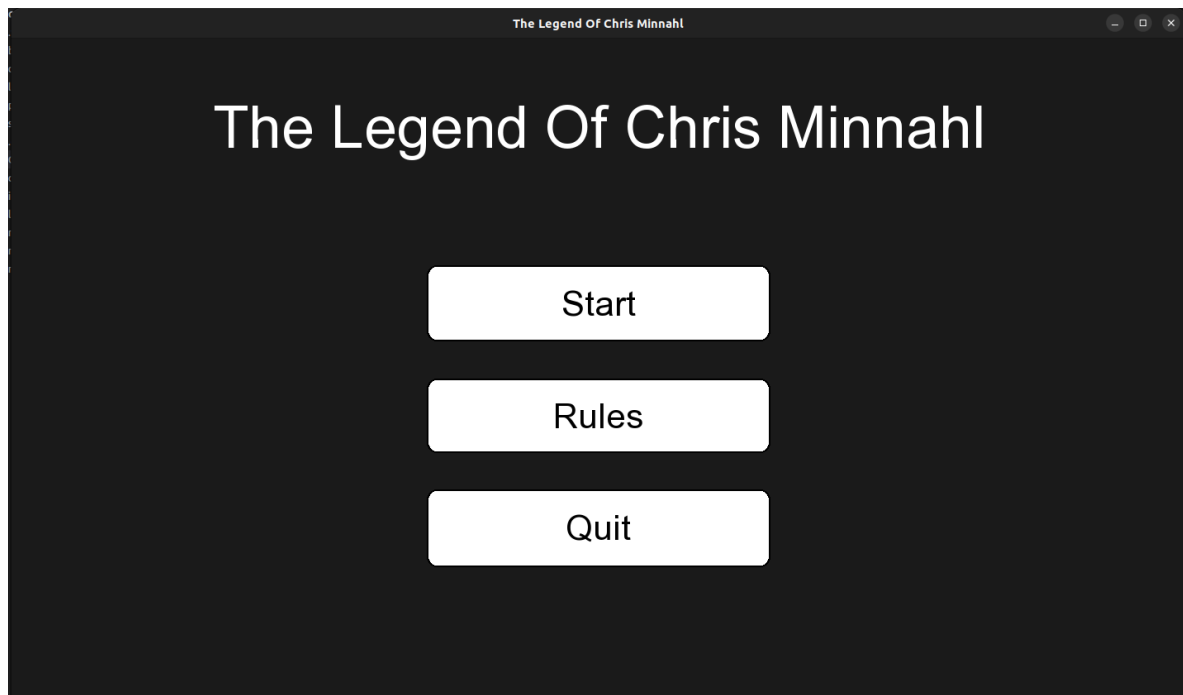 The Legend Of Chris Minnahl
The Legend Of Chris Minnahl
Start
Rules
Quit